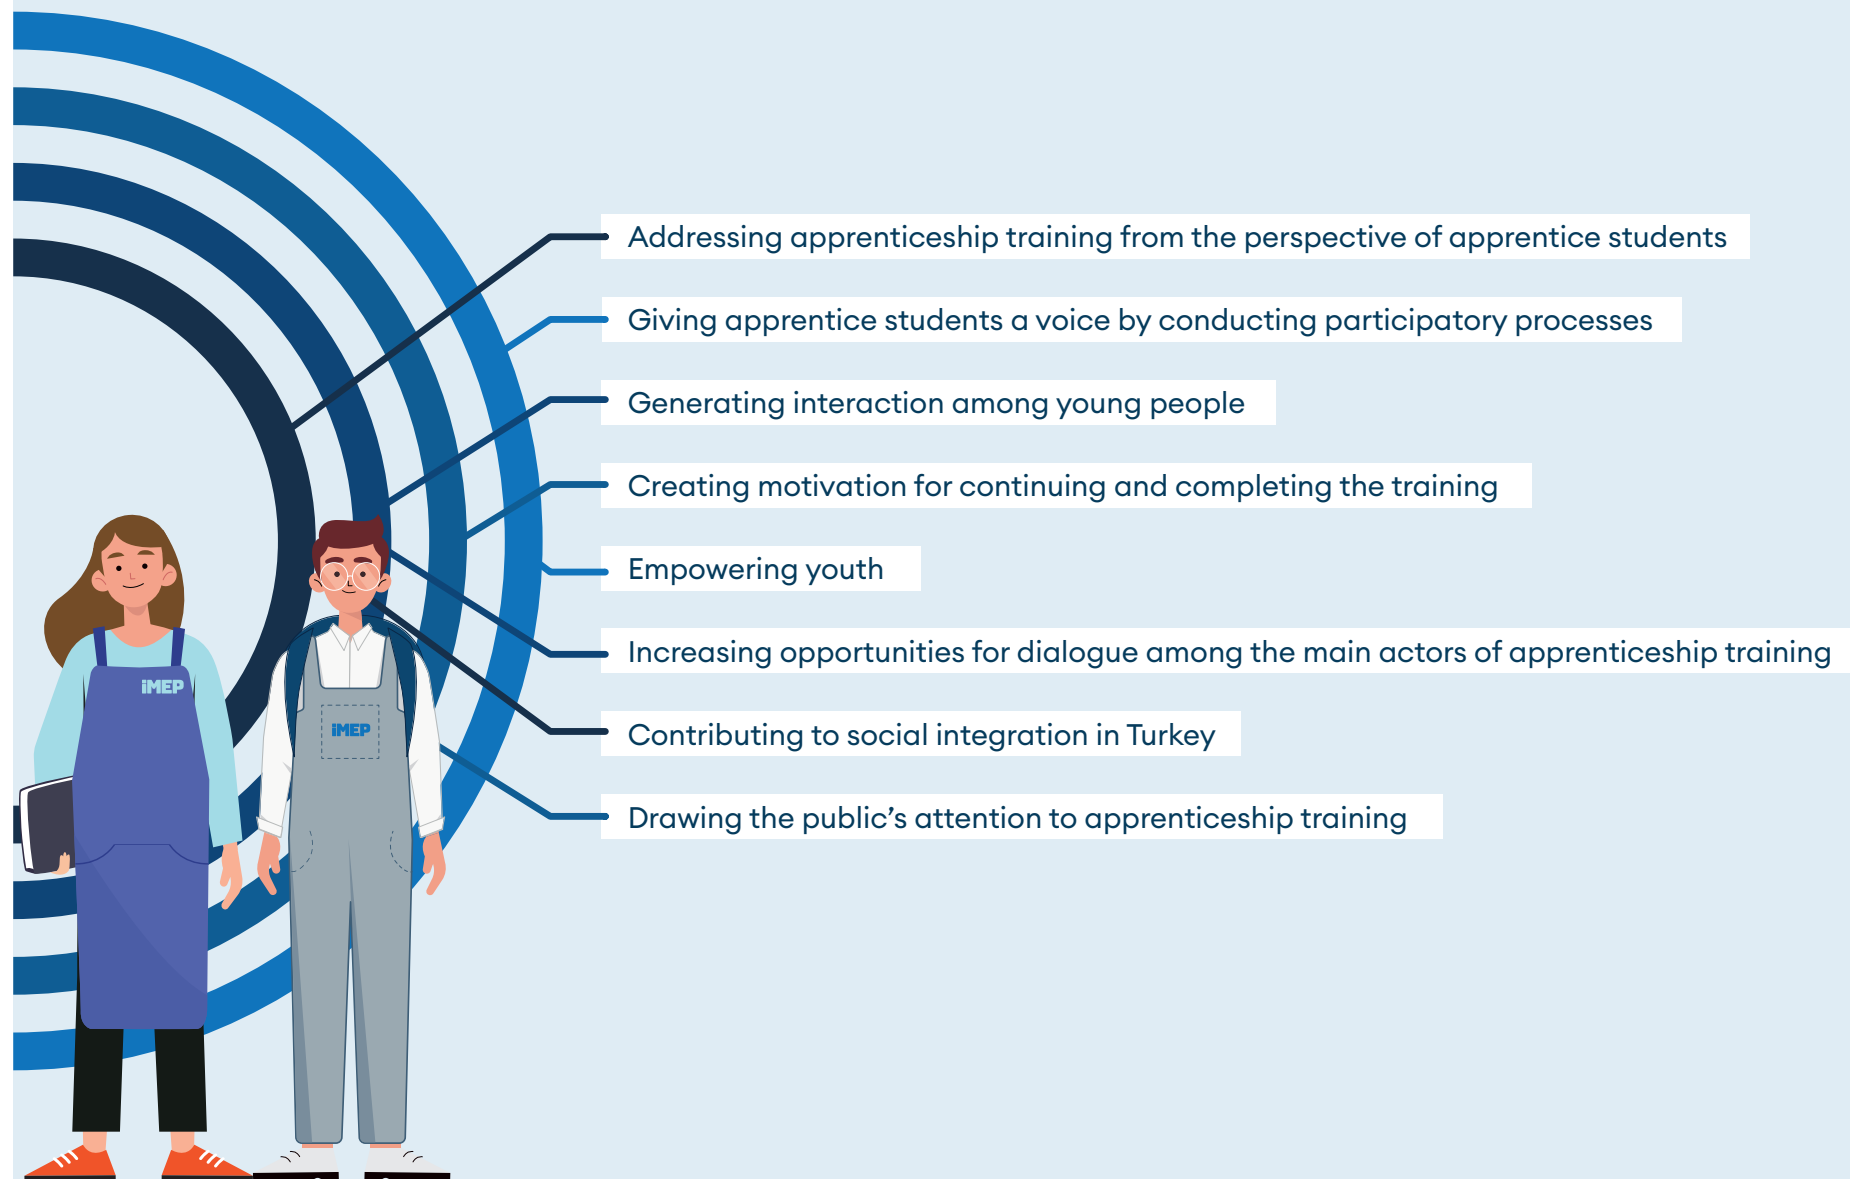 Addressing apprenticeship training from the perspective of apprentice students
Giving apprentice students a voice by conducting participatory processes
Generating interaction among young people
Creating motivation for continuing and completing the training
Empowering youth
Increasing opportunities for dialogue among the main actors of apprenticeship training
Contributing to social integration in Turkey
Drawing the public’s attention to apprenticeship training
iMEP
iMEP